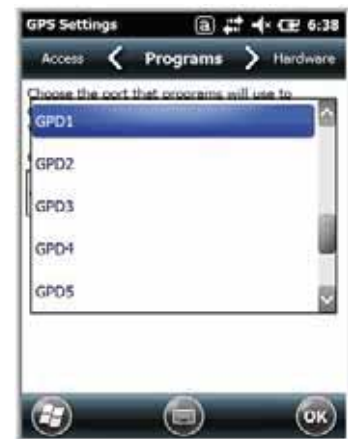 GPS Settings 6:38
Access Programs Hardware
Choose the port that programs will use to
GPD1
GPD2
GPD3
GPD4
GPD5
OK